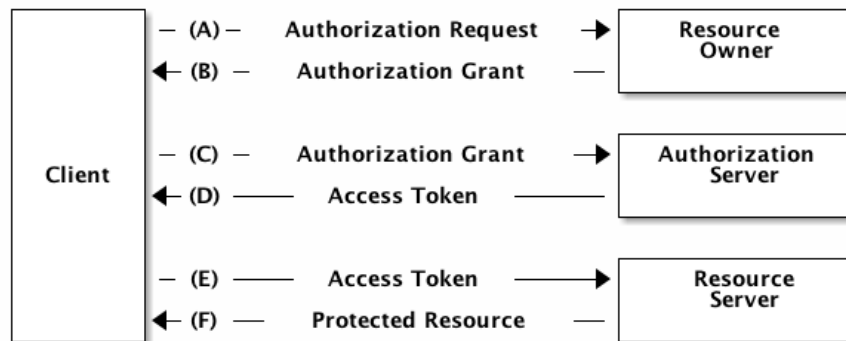 (A) Authorization Request
Resource
Owner
(B) Authorization Grant
(C) Authorization Grant
Authorization
Server
Client
(D) Access Token
(E) Access Token
Resource
Server
(F) Protected Resource